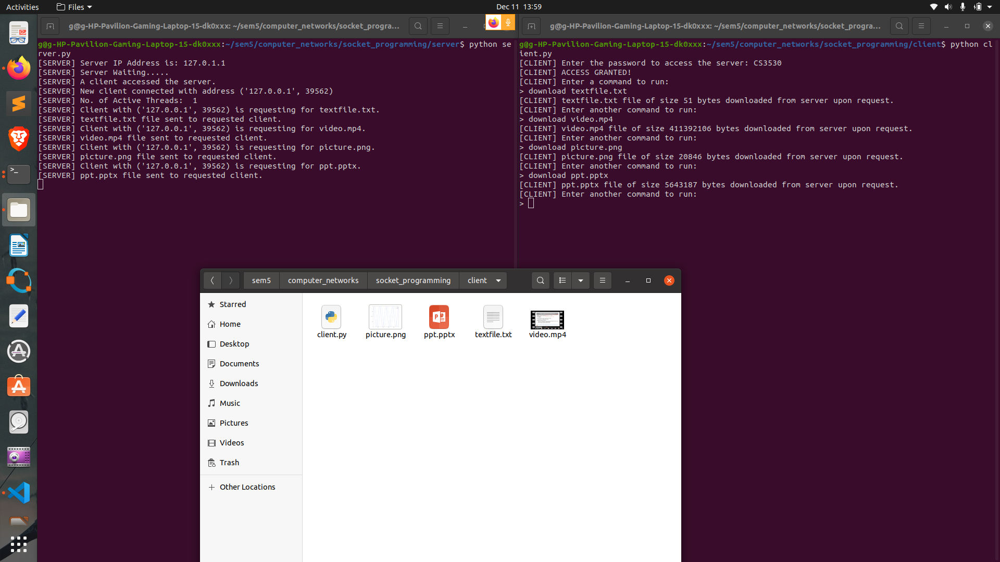 Activities
Files
Dec 11 13:59
g@g-HP-Pavilion-Gaming-Laptop-15-dk0xxx: ~/sem5/computer_networks/socket_progra...
g@g-HP-Pavilion-Gaming-Laptop-15-dk0xxx:~/sem5/computer_networks/socket_programming/server$ python se
rver.py
[SERVER] Server IP Address is: 127.0.1.1
[SERVER] Server Waiting.....
[SERVER] A client accessed the server.
[SERVER] New client connected with address ('127.0.0.1', 39562)
[SERVER] No. of Active Threads:  1
[SERVER] Client with ('127.0.0.1', 39562) is requesting for textfile.txt.
[SERVER] textfile.txt file sent to requested client.
[SERVER] Client with ('127.0.0.1', 39562) is requesting for video.mp4.
[SERVER] video.mp4 file sent to requested client.
[SERVER] Client with ('127.0.0.1', 39562) is requesting for picture.png.
[SERVER] picture.png file sent to requested client.
[SERVER] Client with ('127.0.0.1', 39562) is requesting for ppt.pptx.
[SERVER] ppt.pptx file sent to requested client.
g@g-HP-Pavilion-Gaming-Laptop-15-dk0xxx: ~/sem5/computer_networks/socket_progra...
g@g-HP-Pavilion-Gaming-Laptop-15-dk0xxx:~/sem5/computer_networks/socket_programming/client$ python cl
ient.py
[CLIENT] Enter the password to access the server: CS3530
[CLIENT] ACCESS GRANTED!
[CLIENT] Enter a command to run:
> download textfile.txt
[CLIENT] textfile.txt file of size 51 bytes downloaded from server upon request.
[CLIENT] Enter another command to run:
> download video.mp4
[CLIENT] video.mp4 file of size 411392106 bytes downloaded from server upon request.
[CLIENT] Enter another command to run:
> download picture.png
[CLIENT] picture.png file of size 20846 bytes downloaded from server upon request.
[CLIENT] Enter another command to run:
> download ppt.pptx
[CLIENT] ppt.pptx file of size 5643187 bytes downloaded from server upon request.
[CLIENT] Enter another command to run:
>
sem5 computer_networks socket_programming client
Starred
Home
Desktop
Documents
Downloads
Music
Pictures
Videos
Trash
Other Locations
client.py picture.png ppt.pptx textfile.txt video.mp4